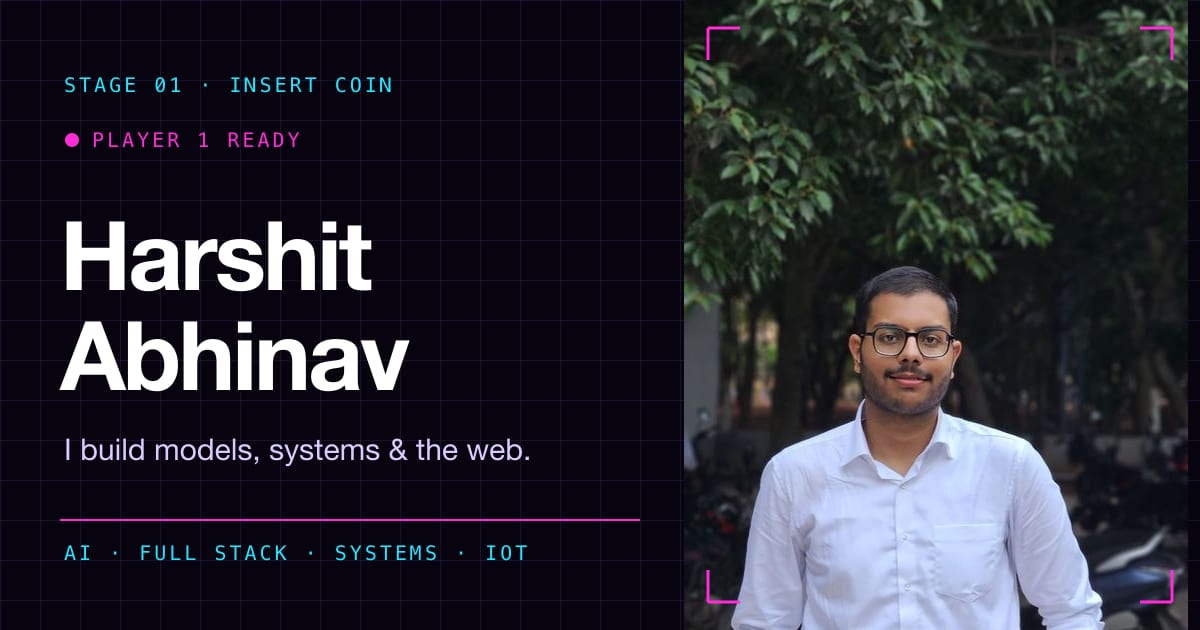 STAGE 01 · INSERT COIN
PLAYER 1 READY
Harshit
Abhinav
I build models, systems & the web.
AI · FULL STACK · SYSTEMS · IOT